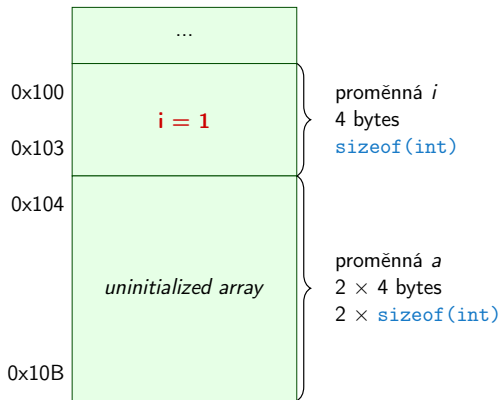 ...
0x100
i = 1
0x103
proměnná i
4 bytes
sizeof(int)
0x104
uninitialized array
proměnná a
2 × 4 bytes
2 × sizeof(int)
0x10B